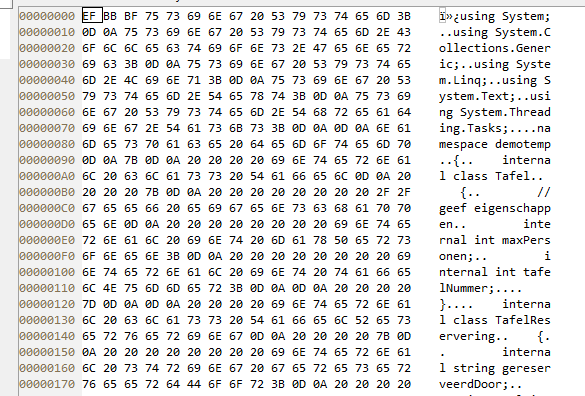 00000000 EF BB BF 75 73 69 6E 67 20 53 79 73 74 65 6D 3B ï»¿using System;
00000010 0D 0A 75 73 69 6E 67 20 53 79 73 74 65 6D 2E 43 ..using System.C
00000020 6F 6C 6C 65 63 74 69 6F 6E 73 2E 47 65 6E 65 72 ollections.Gener
00000030 69 63 3B 0D 0A 75 73 69 6E 67 20 53 79 73 74 65 ic;..using Syste
00000040 6D 2E 4C 69 6E 71 3B 0D 0A 75 73 69 6E 67 20 53 m.Linq;..using S
00000050 79 73 74 65 6D 2E 54 65 78 74 3B 0D 0A 75 73 69 ystem.Text;..usi
00000060 6E 67 20 53 79 73 74 65 6D 2E 54 68 72 65 61 64 ng System.Thread
00000070 69 6E 67 2E 54 61 73 6B 73 3B 0D 0A 0D 0A 6E 61 ing.Tasks;....na
00000080 6D 65 73 70 61 63 65 20 64 65 6D 6F 74 65 6D 70 mespace demotemp
00000090 0D 0A 7B 0D 0A 20 20 20 20 69 6E 74 65 72 6E 61 ..{..    interna
000000A0 6C 20 63 6C 61 73 73 20 54 61 66 65 6C 0D 0A 20 l class Tafel..
000000B0 20 20 20 7B 0D 0A 20 20 20 20 20 20 20 20 2F 2F    {..        //
000000C0 67 65 65 66 20 65 69 67 65 6E 73 63 68 61 70 70 geef eigenschapp
000000D0 65 6E 0D 0A 20 20 20 20 20 20 20 20 69 6E 74 65 en..        inte
000000E0 72 6E 61 6C 20 69 6E 74 20 6D 61 78 50 65 72 73 rnal int maxPers
000000F0 6F 6E 65 6E 3B 0D 0A 20 20 20 20 20 20 20 20 69 onen;..        i
00000100 6E 74 65 72 6E 61 6C 20 69 6E 74 20 74 61 66 65 nternal int tafe
00000110 6C 4E 75 6D 6D 65 72 3B 0D 0A 0D 0A 20 20 20 20 lNummer;....
00000120 7D 0D 0A 0D 0A 20 20 20 20 69 6E 74 65 72 6E 61 }....    interna
00000130 6C 20 63 6C 61 73 73 20 54 61 66 65 6C 52 65 73 l class TafelRes
00000140 65 72 76 65 72 69 6E 67 0D 0A 20 20 20 20 7B 0D ervering..    {.
00000150 0A 20 20 20 20 20 20 20 20 69 6E 74 65 72 6E 61 .        interna
00000160 6C 20 73 74 72 69 6E 67 20 67 65 72 65 73 65 72 l string gereser
00000170 76 65 65 72 64 44 6F 6F 72 3B 0D 0A 20 20 20 20 veerdDoor;..